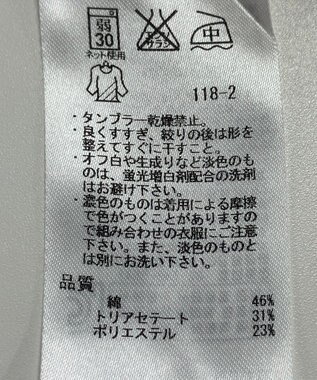 弱
30
ネット使用
エンソ
サラシ
中
118-2
・タンブラー乾燥禁止。
・良くすすぎ、絞りの後は形を
整えてすぐに干すこと。
・オフ白や生成りなど淡色のも
のは、蛍光増白剤配合の洗剤
はお避け下さい。
・濃色のものは着用による摩擦
で色がつくことがありますの
で組み合わせの衣服にご注意
下さい。また、淡色のものと
は別にお洗い下さい。
品質
綿 46%
トリアセテート 31%
ポリエステル 23%